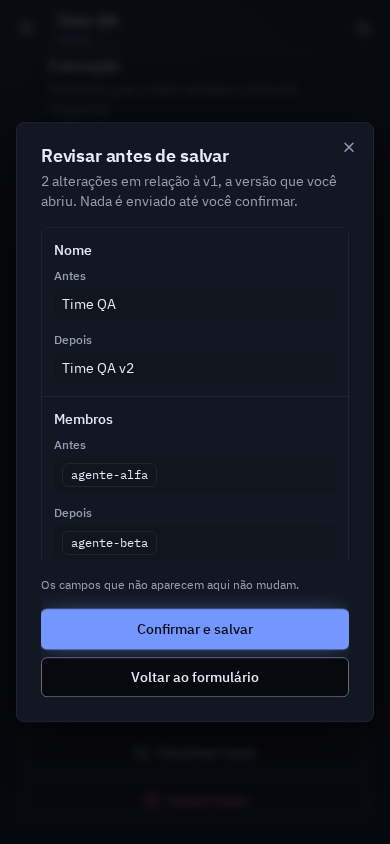 Revisar antes de salvar
2 alterações em relação à v1, a versão que você
abriu. Nada é enviado até você confirmar.
Nome
Antes
Time QA
Depois
Time QA v2
Membros
Antes
agente-alfa
Depois
agente-beta
Os campos que não aparecem aqui não mudam.
Confirmar e salvar
Voltar ao formulário